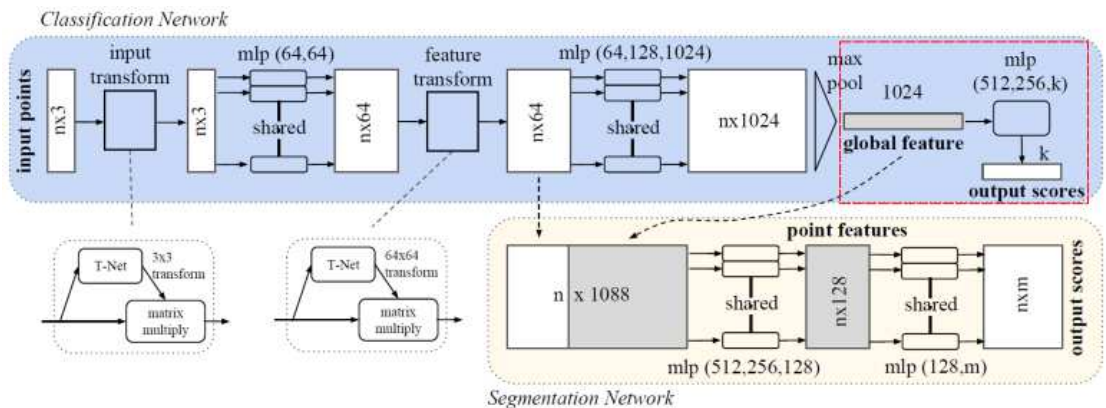 Classification Network
input points
nx3
input
transform
nx3
mlp (64,64)
shared
nx64
feature
transform
nx64
mlp (64,128,1024)
shared
nx1024
max
pool
1024
global feature
mlp
(512,256,k)
k
output scores
T-Net
3x3
transform
matrix
multiply
T-Net
64x64
transform
matrix
multiply
point features
n x 1088
shared
mlp (512,256,128)
nx128
shared
mlp (128,m)
nxm
output scores
Segmentation Network